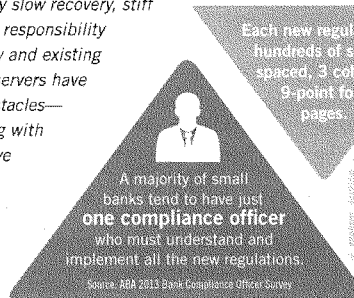 y slow recovery, stiff
responsibility
y and existing
servers have
tacles—
g with
ve
Each new regul
hundreds of s
spaced, 3 col
9-point fo
pages.
A majority of small
banks tend to have just
one compliance officer
who must understand and
implement all the new regulations.
Source: ABA 2013 Bank Compliance Officer Survey